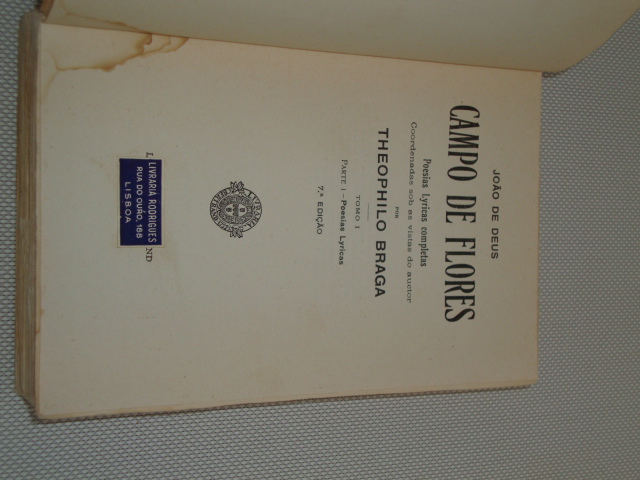 JOÃO DE DEUS
CAMPO DE FLORES
Poesias Lyricas completas
Coordenadas sob as vistas do auctor
POR
THEOPHILO BRAGA
TOMO I
PARTE I – Poesias Lyricas
7.ª EDIÇÃO
LIVRARIA RODRIGUES
RUA DO OURO, 186
LISBOA
ND